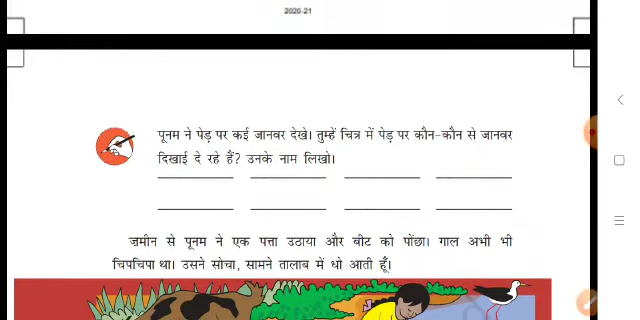 2020-21
पूनम ने पेड़ पर कई जानवर देखे। तुम्हें चित्र में पेड़ पर कौन-कौन से जानवर
दिखाई दे रहे हैं? उनके नाम लिखो।
ज़मीन से पूनम ने एक पत्ता उठाया और बीट को पोंछा। गाल अभी भी
चिपचिपा था। उसने सोचा, सामने तालाब में धो आती हूँ।